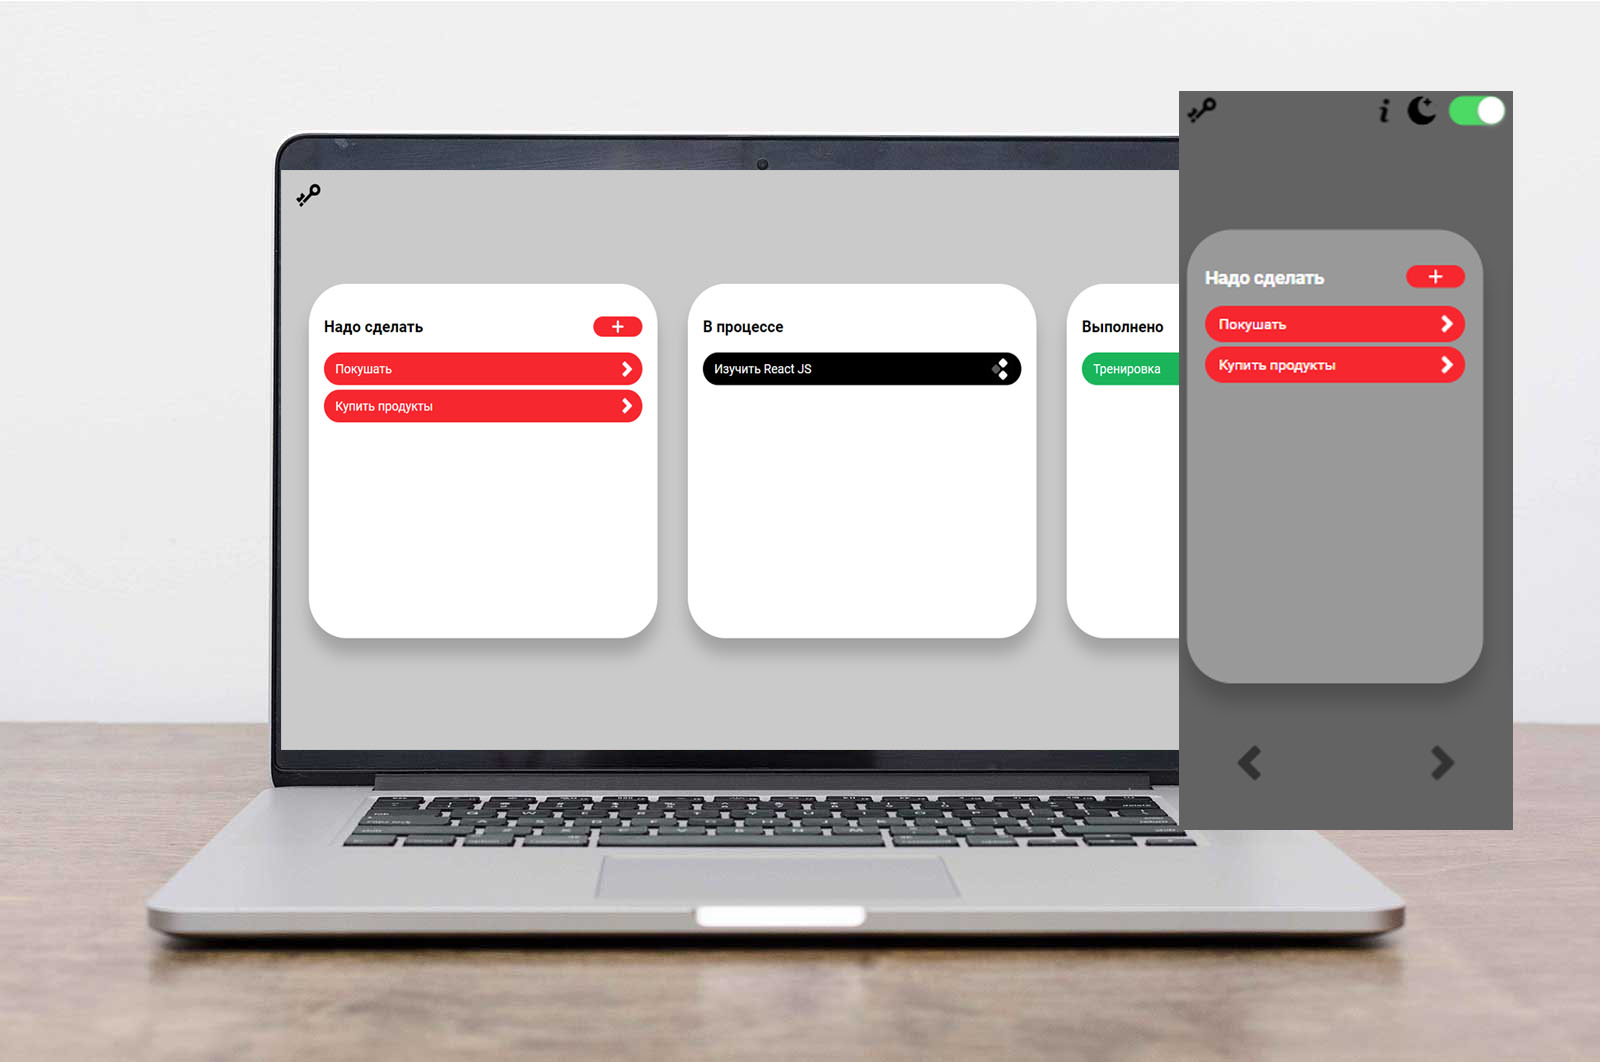 Надо сделать
Покушать
Купить продукты
В процессе
Изучить React JS
Выполнено
Тренировка
i
Надо сделать
Покушать
Купить продукты